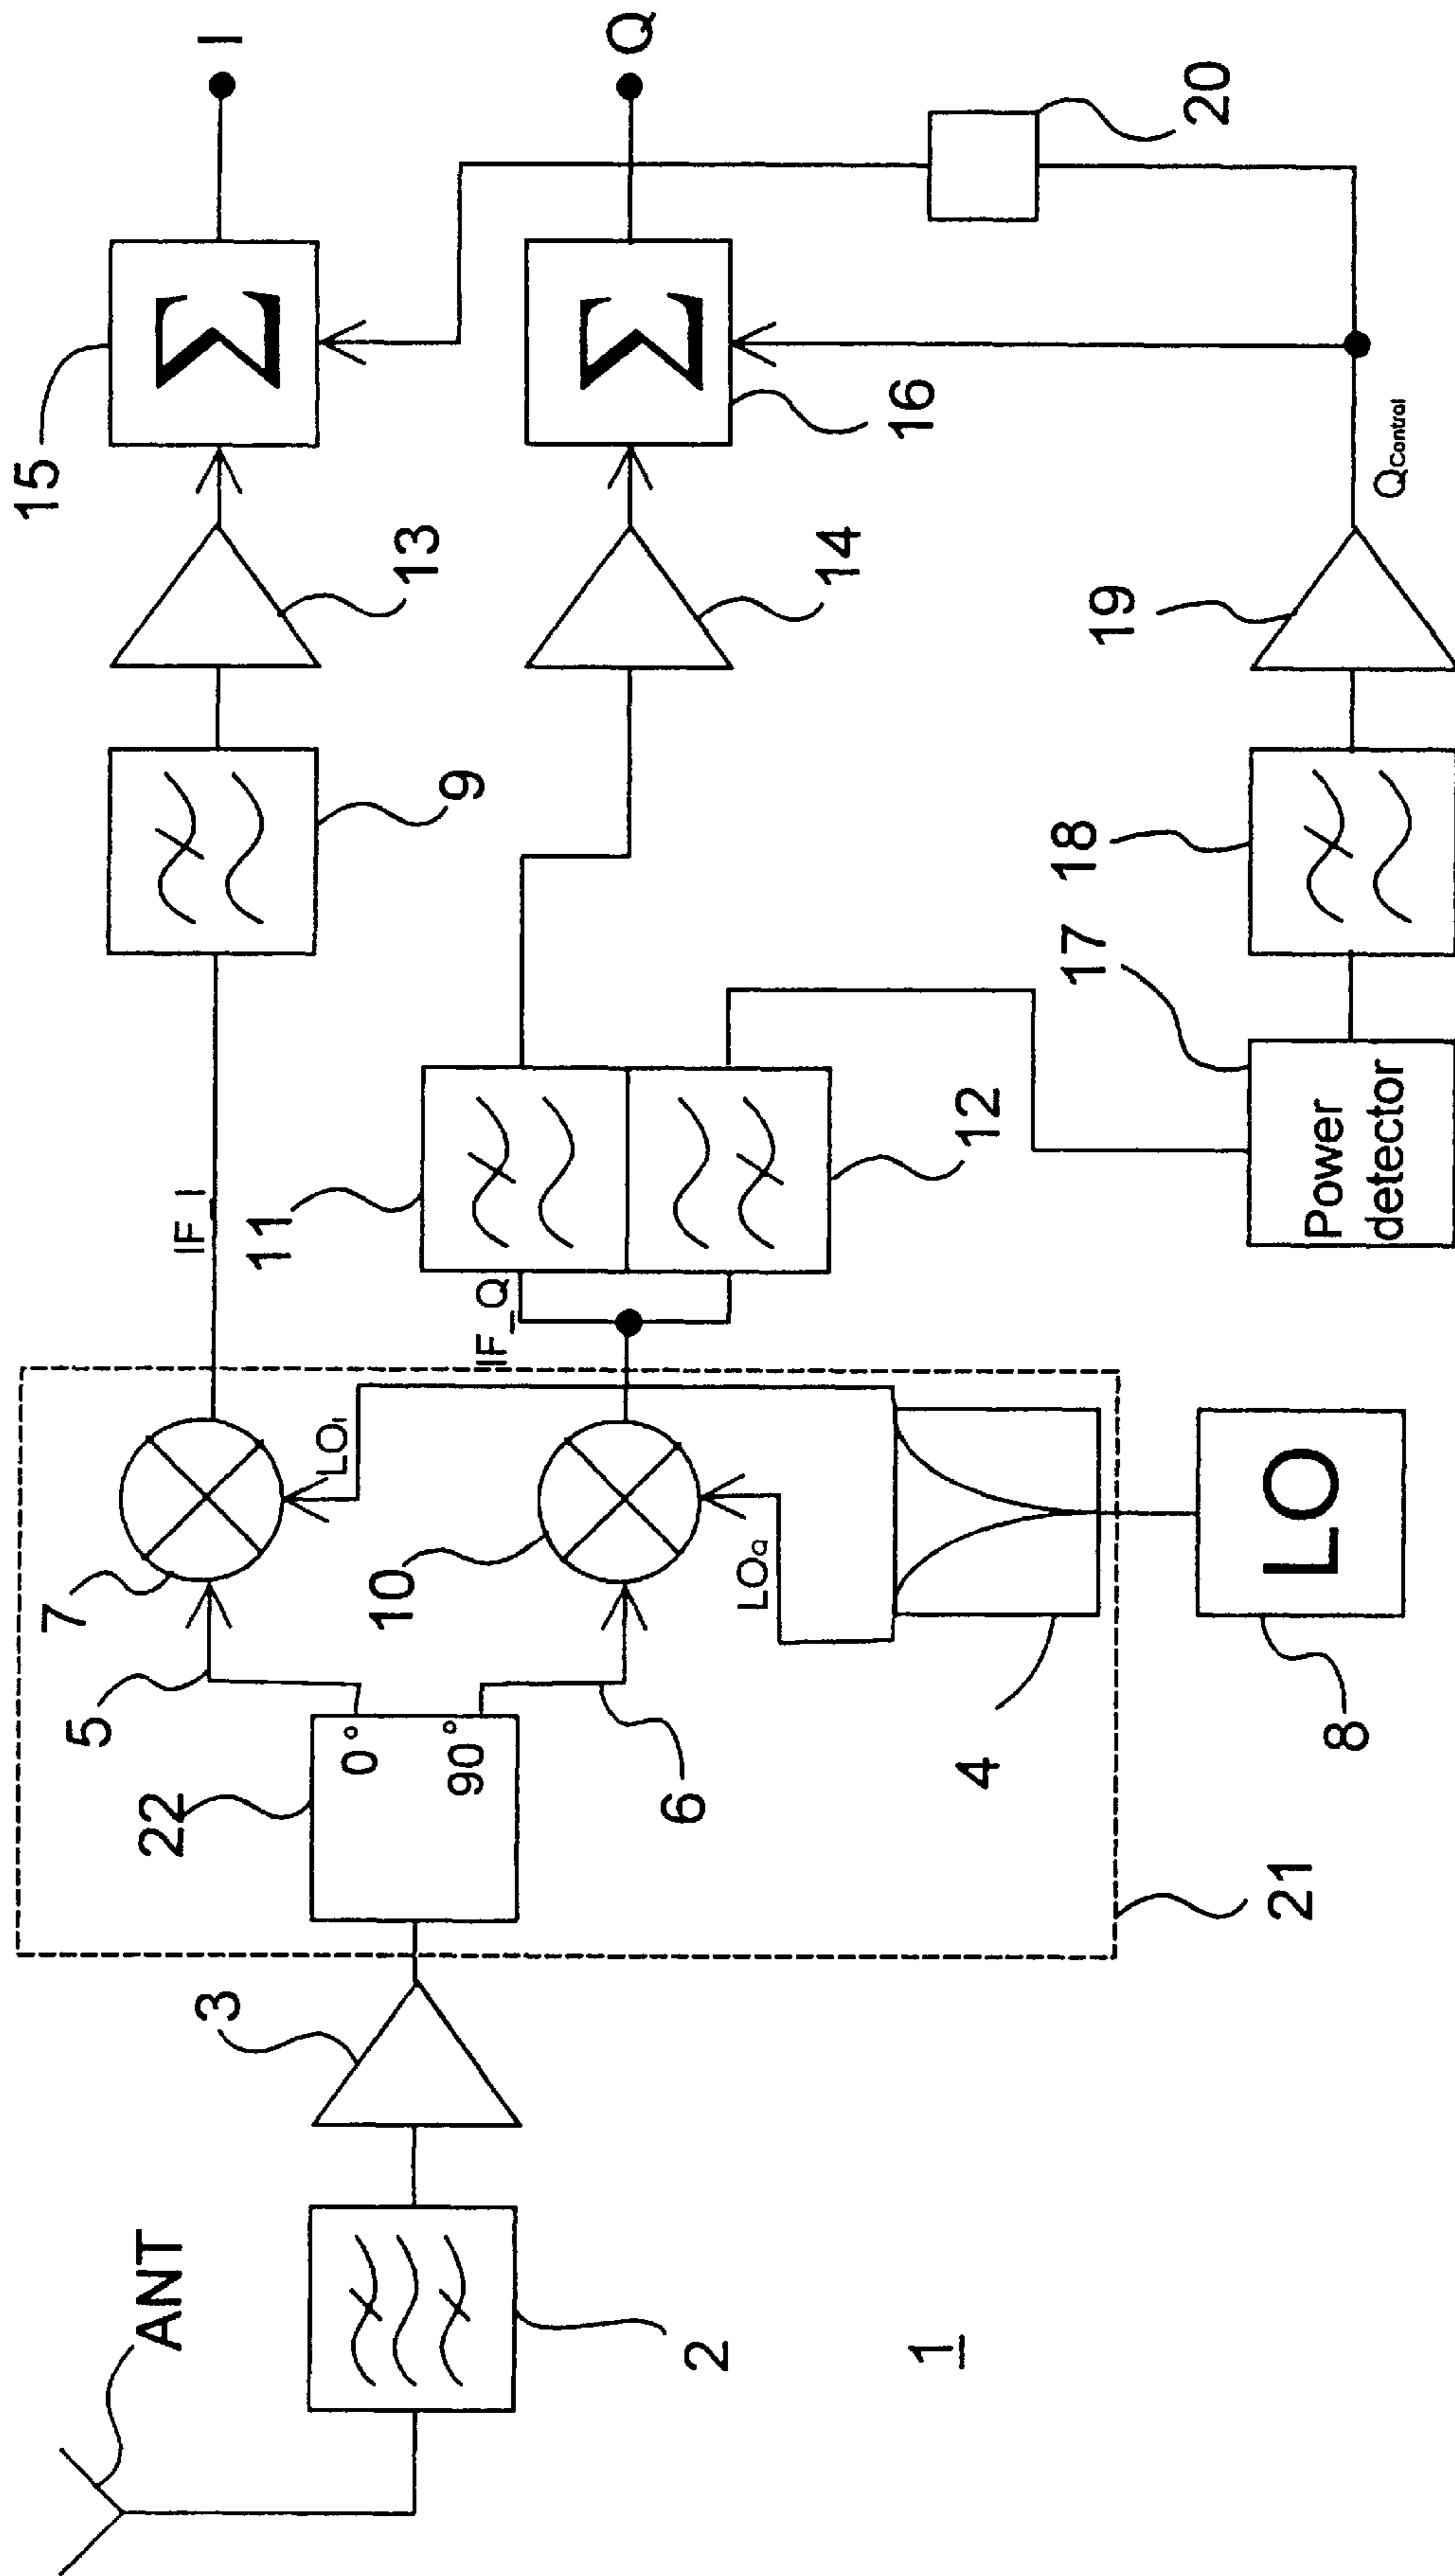 ANT
2
3
22
0°
90°
5
6
7
10
LO_I
LO_Q
4
21
8
LO
1
IF_I
IF_Q
11
12
9
13
14
15
Σ
16
Σ
I
Q
17
Power
detector
18
19
Q_Control
20